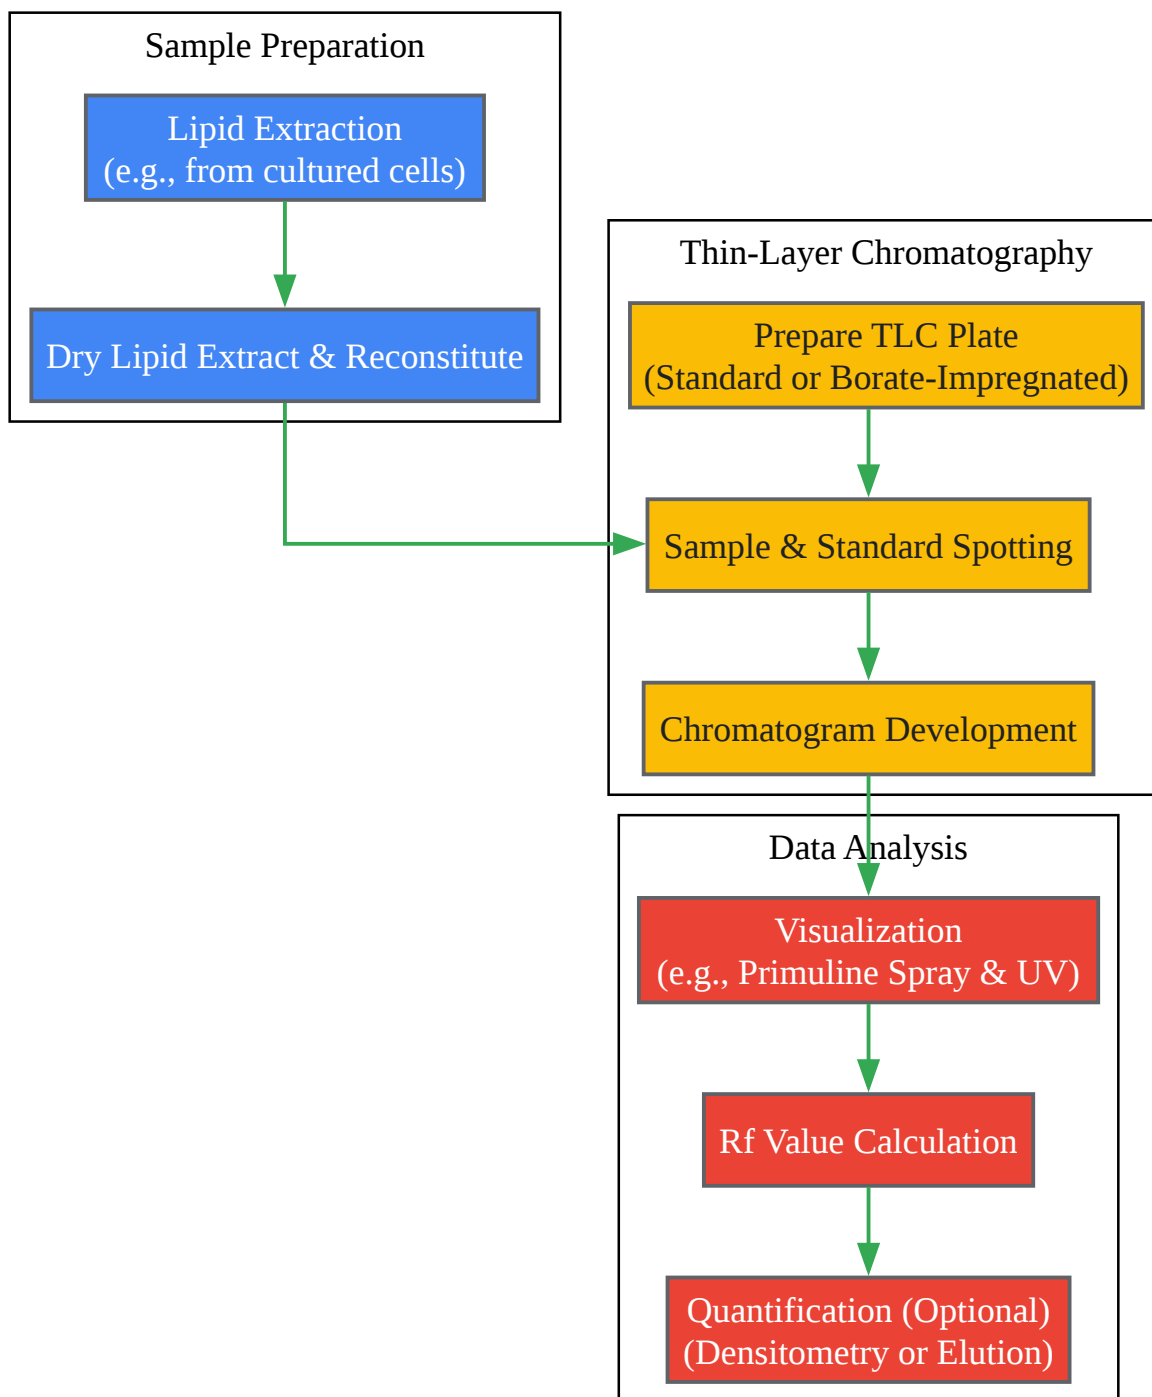 Sample Preparation
Lipid Extraction
(e.g., from cultured cells)
Dry Lipid Extract & Reconstitute
Thin-Layer Chromatography
Prepare TLC Plate
(Standard or Borate-Impregnated)
Sample & Standard Spotting
Chromatogram Development
Data Analysis
Visualization
(e.g., Primuline Spray & UV)
Rf Value Calculation
Quantification (Optional)
(Densitometry or Elution)